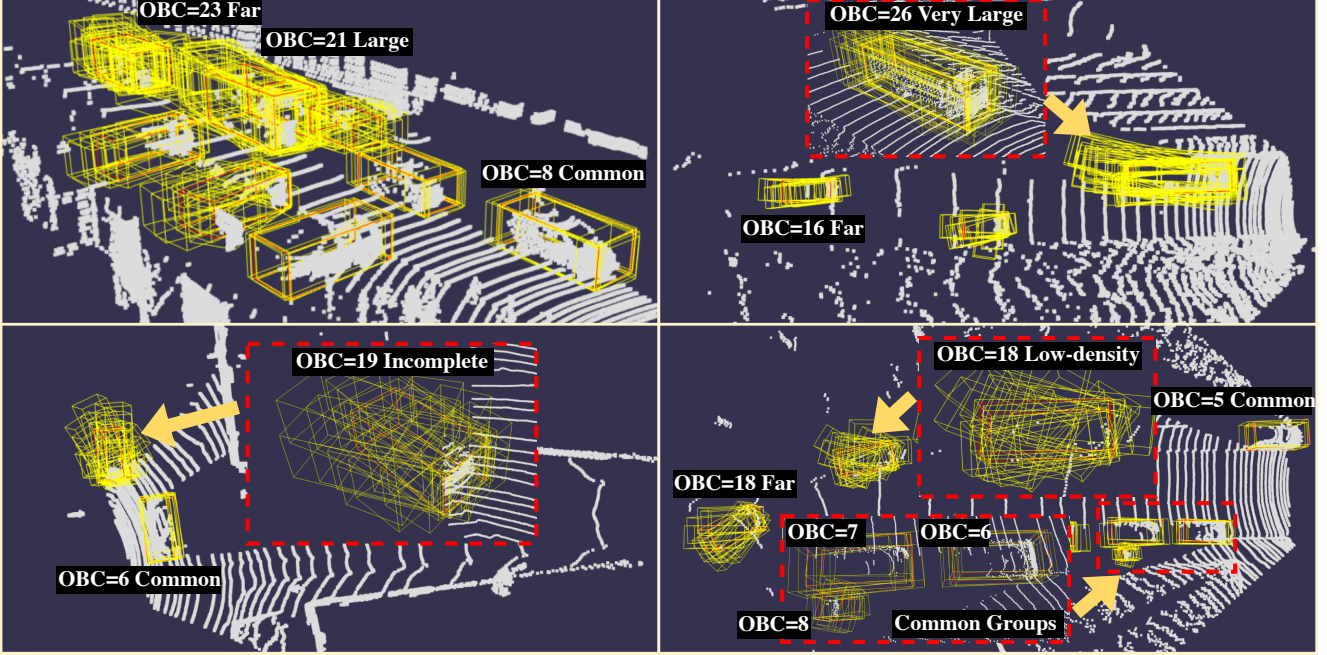 OBC=23 Far
OBC=21 Large
OBC=8 Common
OBC=26 Very Large
OBC=16 Far
OBC=19 Incomplete
OBC=6 Common
OBC=18 Low-density
OBC=5 Common
OBC=18 Far
OBC=7
OBC=6
OBC=8
Common Groups